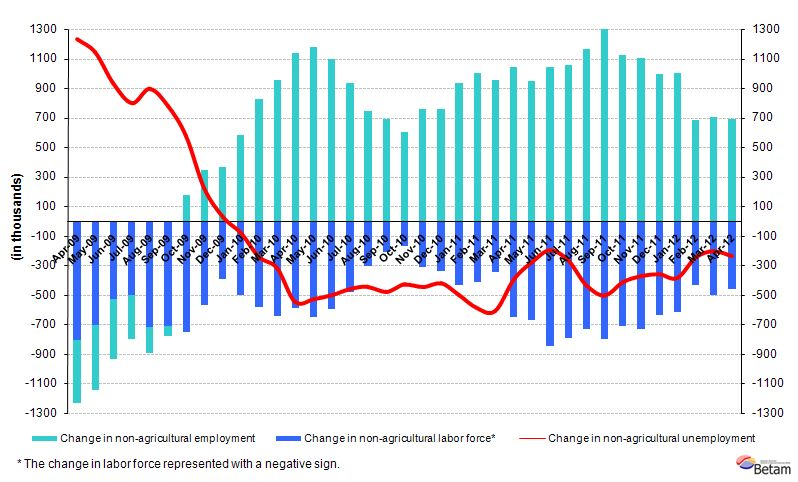 1300 1300
1100 1100
900 900
700 700
500 500
300 300
100 100
-100 -100
-300 -300
-500 -500
-700 -700
-900 -900
-1100 -1100
-1300 -1300
(in thousands)
Apr-09
May-09
Jun-09
Jul-09
Aug-09
Sep-09
Oct-09
Nov-09
Dec-09
Jan-10
Feb-10
Mar-10
Apr-10
May-10
Jun-10
Jul-10
Aug-10
Sep-10
Oct-10
Nov-10
Dec-10
Jan-11
Feb-11
Mar-11
Apr-11
May-11
Jun-11
Jul-11
Aug-11
Sep-11
Oct-11
Nov-11
Dec-11
Jan-12
Feb-12
Mar-12
Apr-12
Change in non-agricultural employment Change in non-agricultural labor force* Change in non-agricultural unemployment
* The change in labor force represented with a negative sign.
Betam